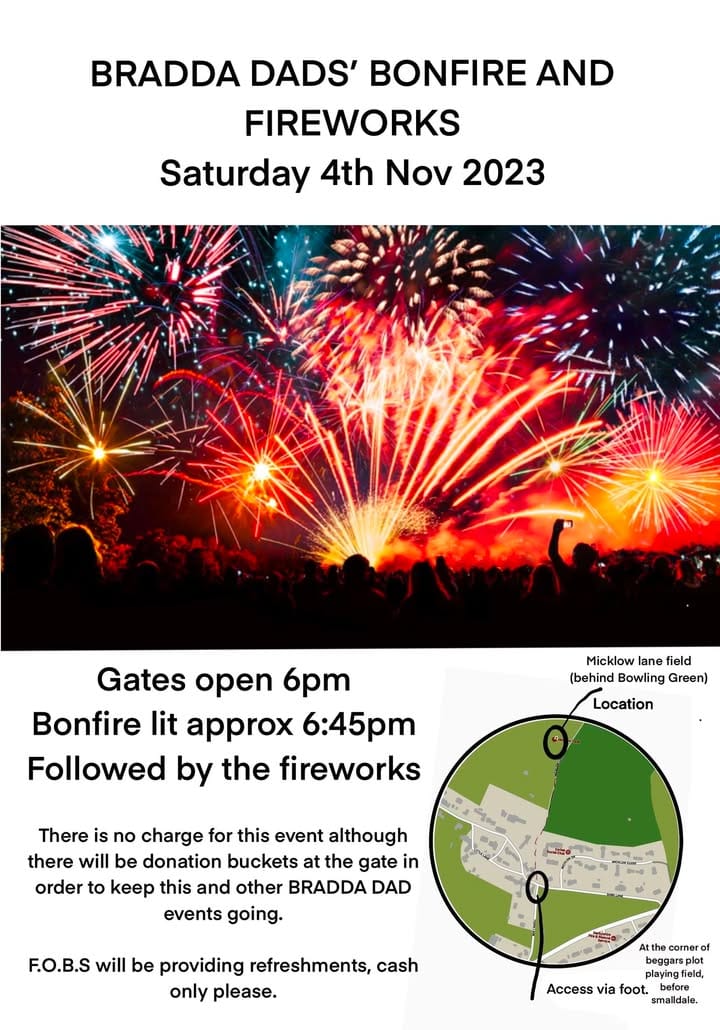 BRADDA DADS’ BONFIRE AND
FIREWORKS
Saturday 4th Nov 2023
Gates open 6pm
Bonfire lit approx 6:45pm
Followed by the fireworks
There is no charge for this event although
there will be donation buckets at the gate in
order to keep this and other BRADDA DAD
events going.
F.O.B.S will be providing refreshments, cash
only please.
Micklow lane field
(behind Bowling Green)
Location
At the corner of
beggars plot
playing field,
before
smalldale.
Access via foot.